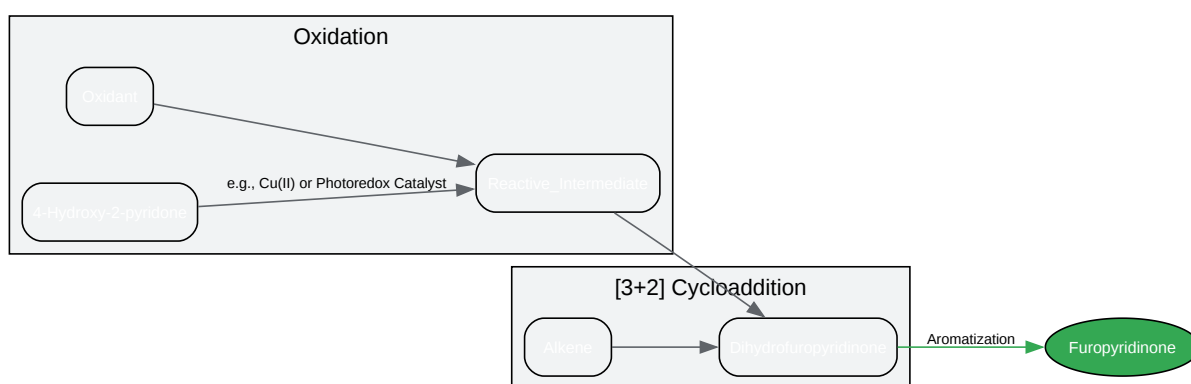 Oxidation
Oxidant
e.g., Cu(II) or Photoredox Catalyst
Reactive_Intermediate
4-Hydroxy-2-pyridone
[3+2] Cycloaddition
Alkene
Dihydrofuropyridinone
Aromatization
Furopyridinone